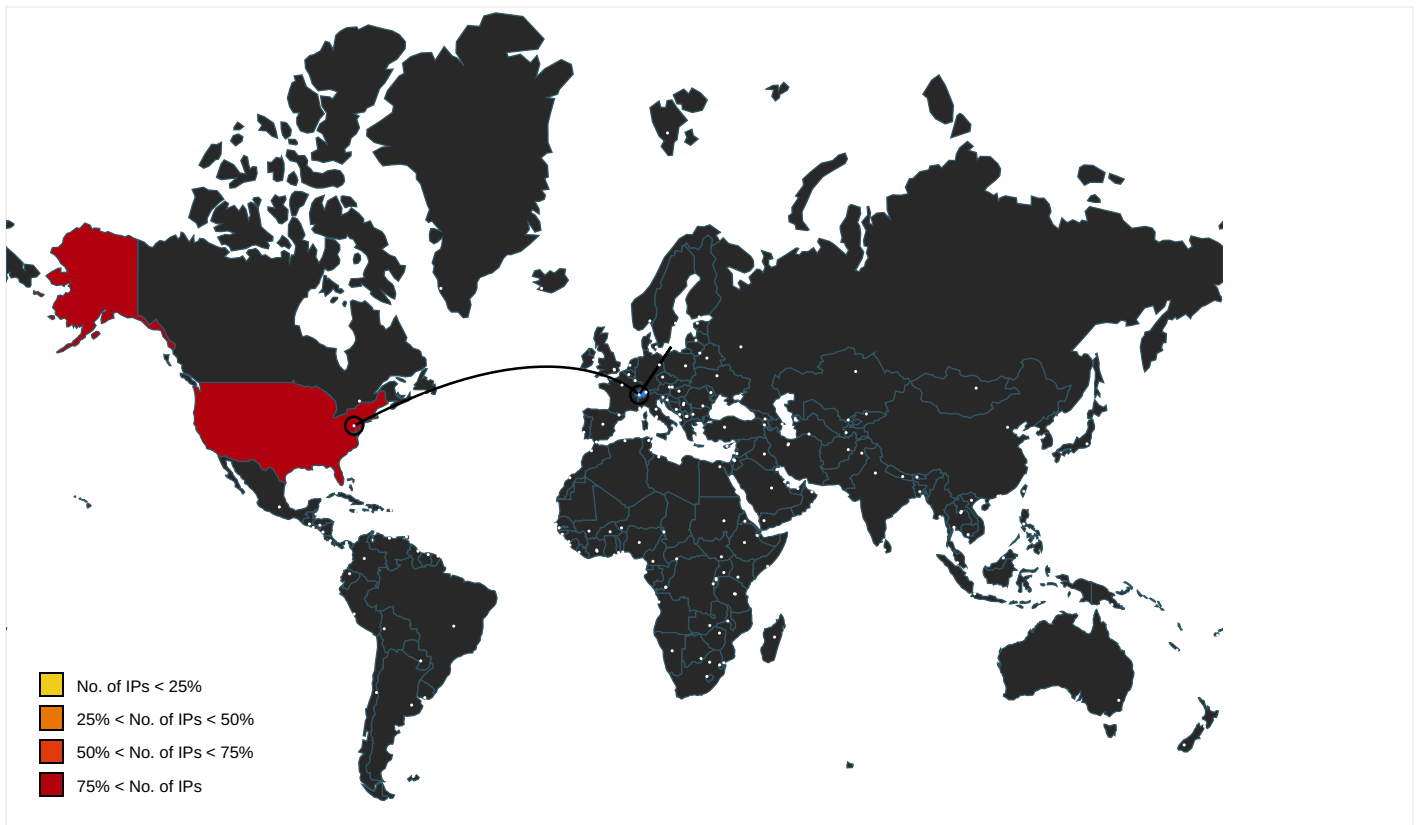 No. of IPs < 25%
25% < No. of IPs < 50%
50% < No. of IPs < 75%
75% < No. of IPs